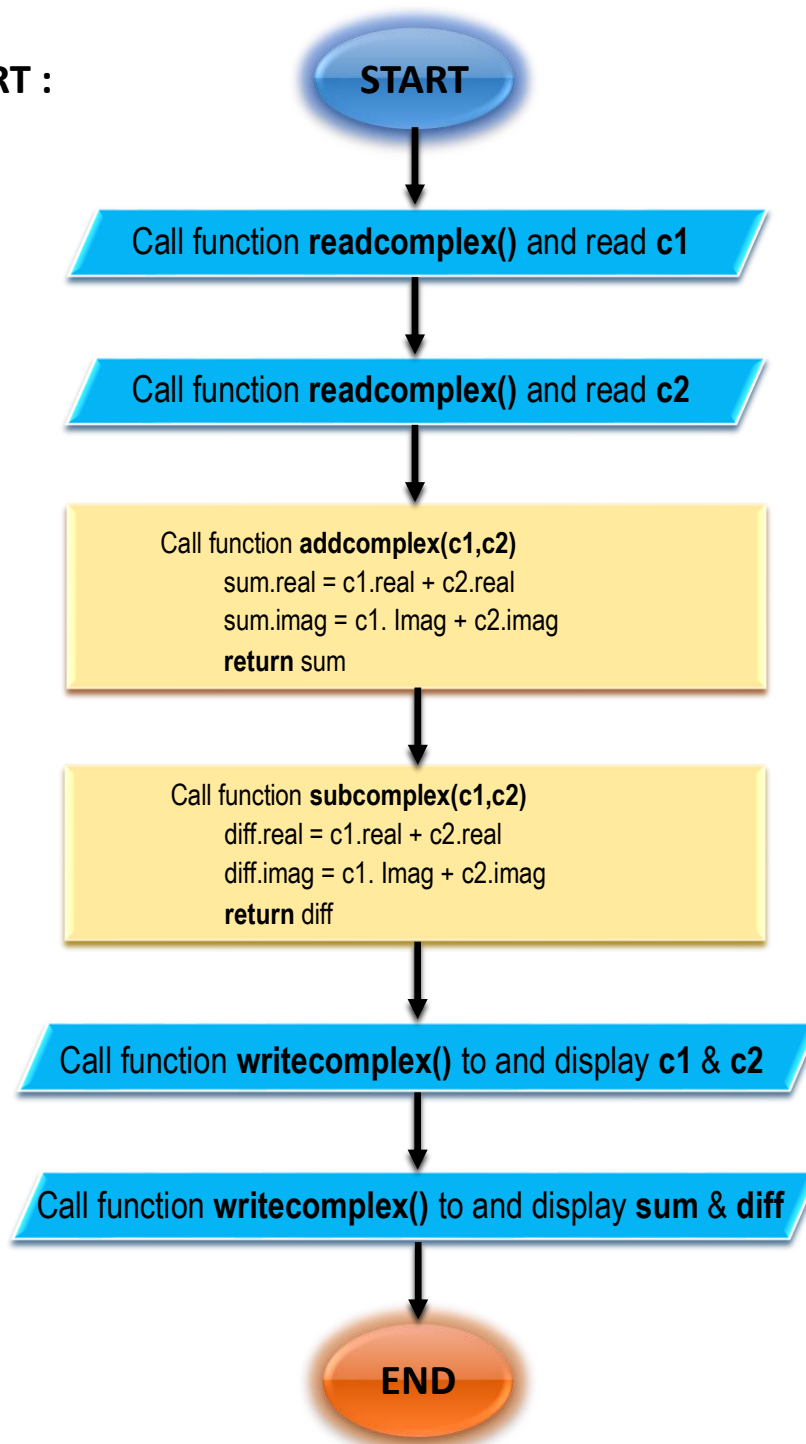 RT :
START
Call function readcomplex() and read c1
Call function readcomplex() and read c2
Call function addcomplex(c1,c2)
sum.real = c1.real + c2.real
sum.imag = c1. Imag + c2.imag
return sum
Call function subcomplex(c1,c2)
diff.real = c1.real + c2.real
diff.imag = c1. Imag + c2.imag
return diff
Call function writecomplex() to and display c1 & c2
Call function writecomplex() to and display sum & diff
END